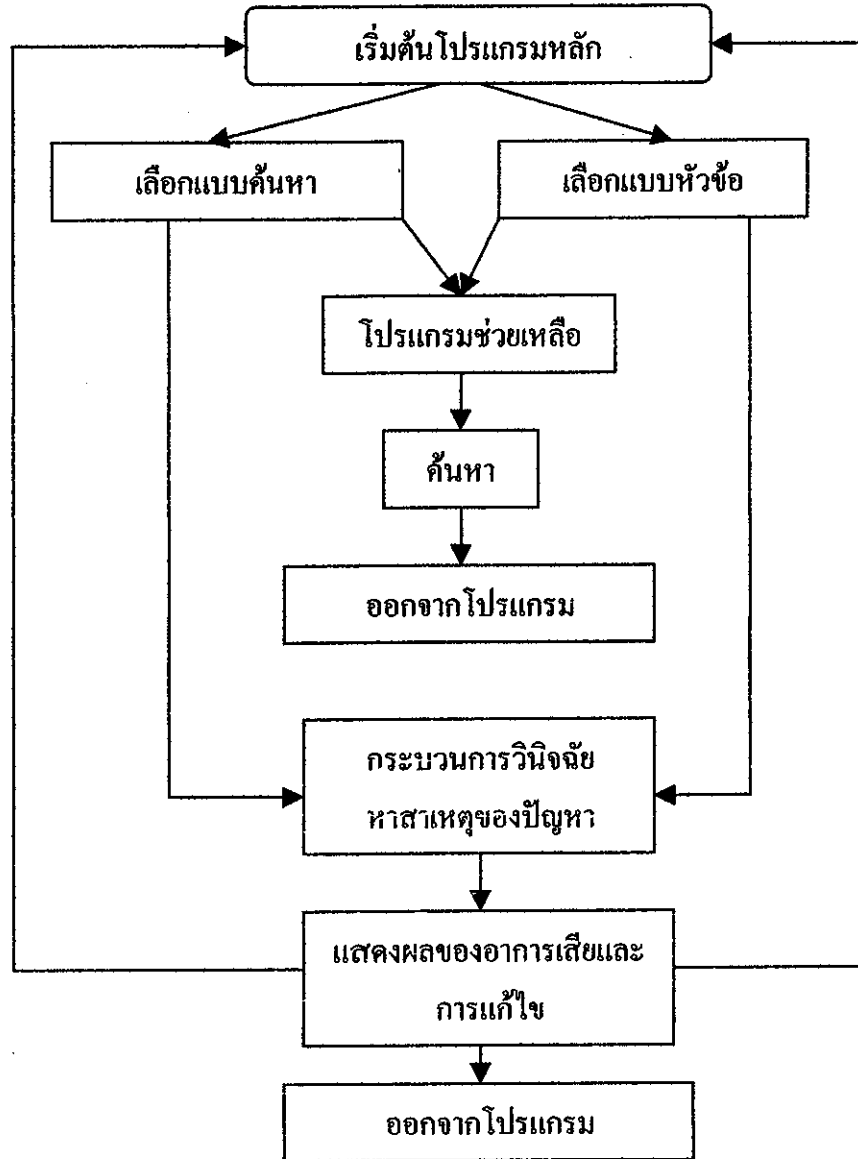 เริ่มต้นโปรแกรมหลัก
เลือกแบบค้นหา
เลือกแบบหัวข้อ
โปรแกรมช่วยเหลือ
ค้นหา
ออกจากโปรแกรม
กระบวนการวินิจฉัย
หาสาเหตุของปัญหา
แสดงผลของอาการเสียและ
การแก้ไข
ออกจากโปรแกรม